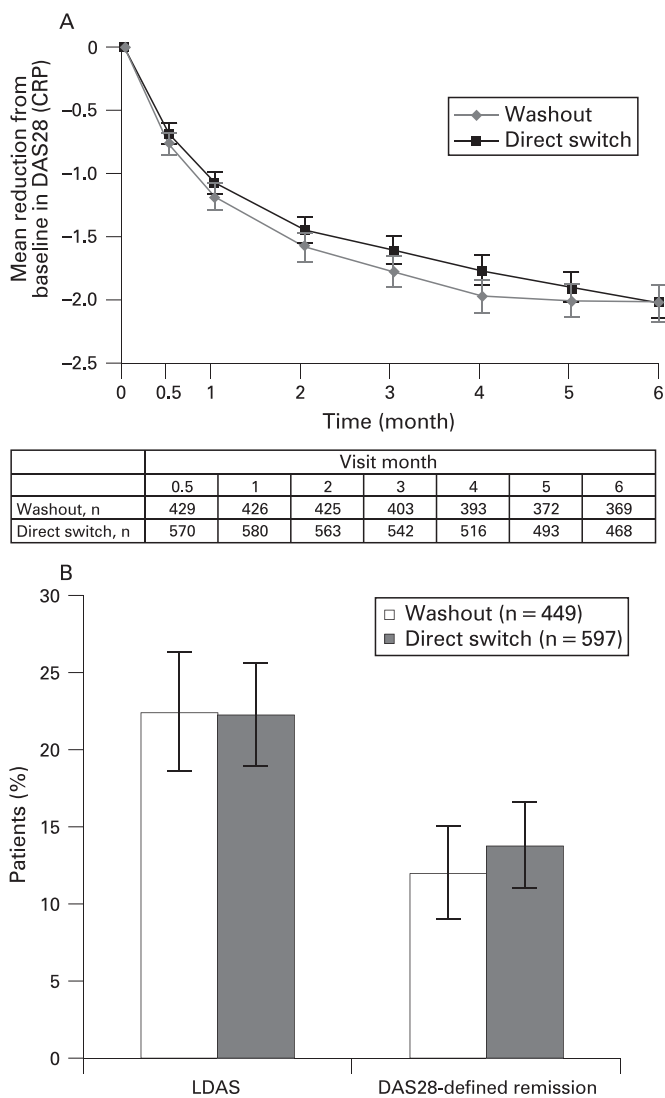 A
0
−0.5
−1.0
−1.5
−2.0
−2.5
Mean reduction from
baseline in DAS28 (CRP)
Washout
Direct switch
0 0.5 1 2 3 4 5 6
Time (month)
Visit month
0.5 1 2 3 4 5 6
Washout, n 429 426 425 403 393 372 369
Direct switch, n 570 580 563 542 516 493 468
B
30
25
20
15
10
5
0
Patients (%)
Washout (n = 449)
Direct switch (n = 597)
LDAS DAS28-defined remission